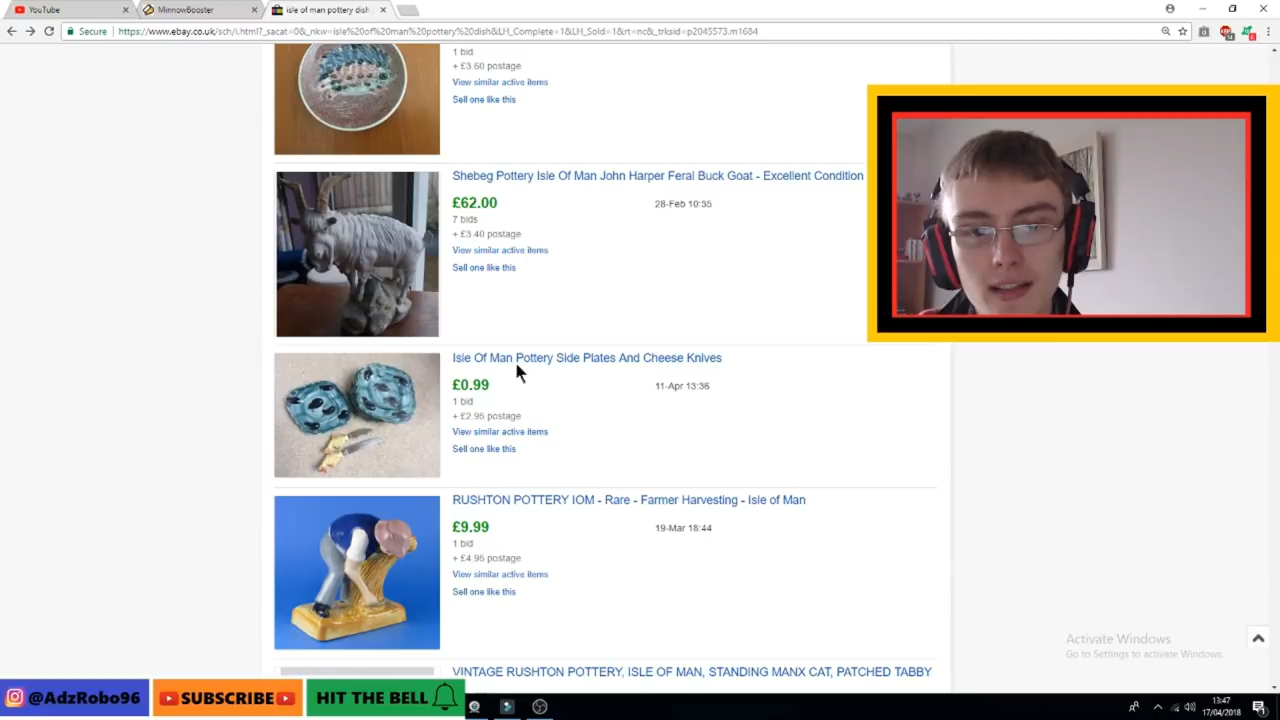 YouTube
MinnowBooster
isle of man pottery dish
Secure
https://www.ebay.co.uk/sch/i.html?_sacat=0&_nkw=isle%20of%20man%20pottery%20dish&LH_Complete=1&LH_Sold=1&rt=nc&_trksid=p2045573.m1684
1 bid
+ £3.60 postage
View similar active items
Sell one like this
Shebeg Pottery Isle Of Man John Harper Feral Buck Goat - Excellent Condition
£62.00
28-Feb 10:35
7 bids
+ £3.40 postage
View similar active items
Sell one like this
Isle Of Man Pottery Side Plates And Cheese Knives
£0.99
11-Apr 13:36
1 bid
+ £2.95 postage
View similar active items
Sell one like this
RUSHTON POTTERY IOM - Rare - Farmer Harvesting - Isle of Man
£9.99
19-Mar 18:44
1 bid
+ £4.95 postage
View similar active items
Sell one like this
VINTAGE RUSHTON POTTERY, ISLE OF MAN, STANDING MANX CAT, PATCHED TABBY
Activate Windows
Go to Settings to activate Windows.
@AdzRobo96
SUBSCRIBE
HIT THE BELL
13:47
17/04/2018